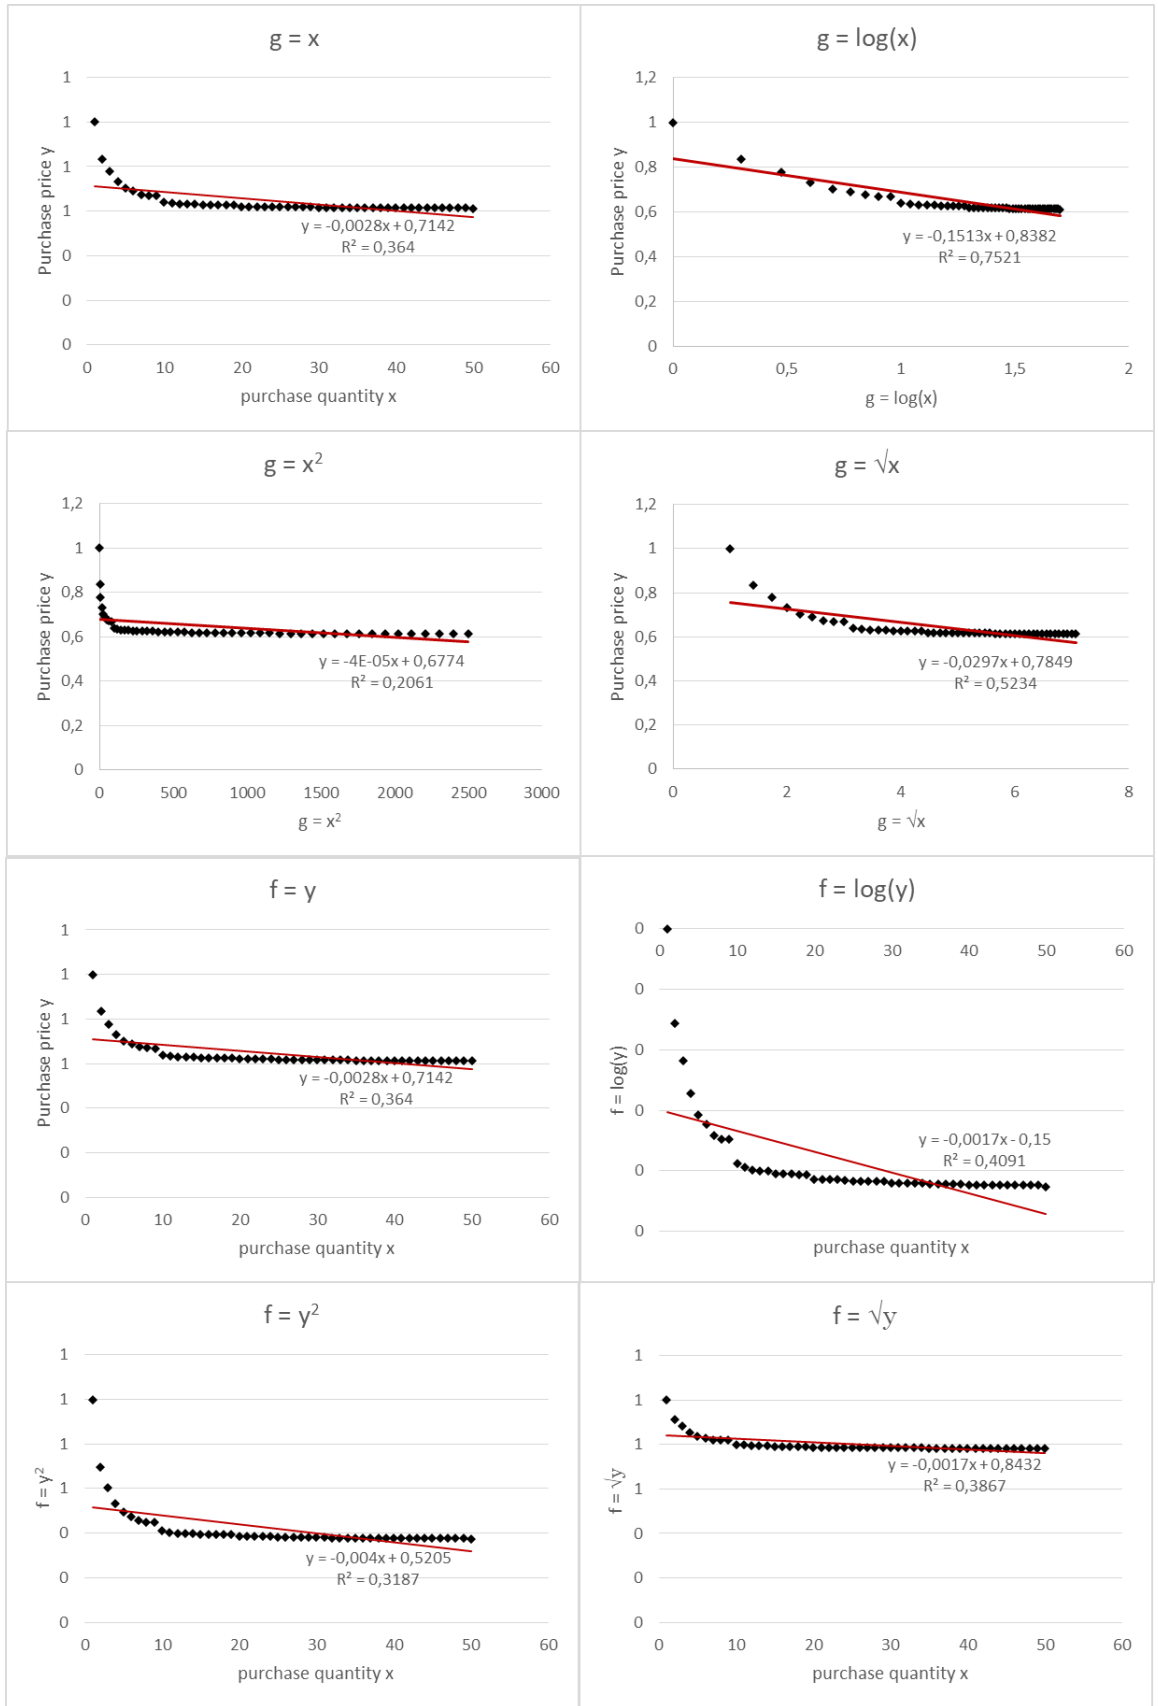 g = x
1
1
1
1
0
0
0
Purchase price y
y = -0,0028x + 0,7142
R² = 0,364
0 10 20 30 40 50 60
purchase quantity x
g = log(x)
1,2
1
0,8
0,6
0,4
0,2
0
Purchase price y
y = -0,1513x + 0,8382
R² = 0,7521
0 0,5 1 1,5 2
g = log(x)
g = x²
1,2
1
0,8
0,6
0,4
0,2
0
Purchase price y
y = -4E-05x + 0,6774
R² = 0,2061
0 500 1000 1500 2000 2500 3000
g = x²
g = √x
1,2
1
0,8
0,6
0,4
0,2
0
Purchase price y
y = -0,0297x + 0,7849
R² = 0,5234
0 2 4 6 8
g = √x
f = y
1
1
1
1
0
0
0
Purchase price y
y = -0,0028x + 0,7142
R² = 0,364
0 10 20 30 40 50 60
purchase quantity x
f = log(y)
0
0 10 20 30 40 50 60
0
0
0
0
0
f = log(y)
y = -0,0017x - 0,15
R² = 0,4091
purchase quantity x
f = y²
1
1
1
1
0
0
0
f = y²
y = -0,004x + 0,5205
R² = 0,3187
0 10 20 30 40 50 60
purchase quantity x
f = √y
1
1
1
1
0
0
0
f = √y
y = -0,0017x + 0,8432
R² = 0,3867
0 10 20 30 40 50 60
purchase quantity x